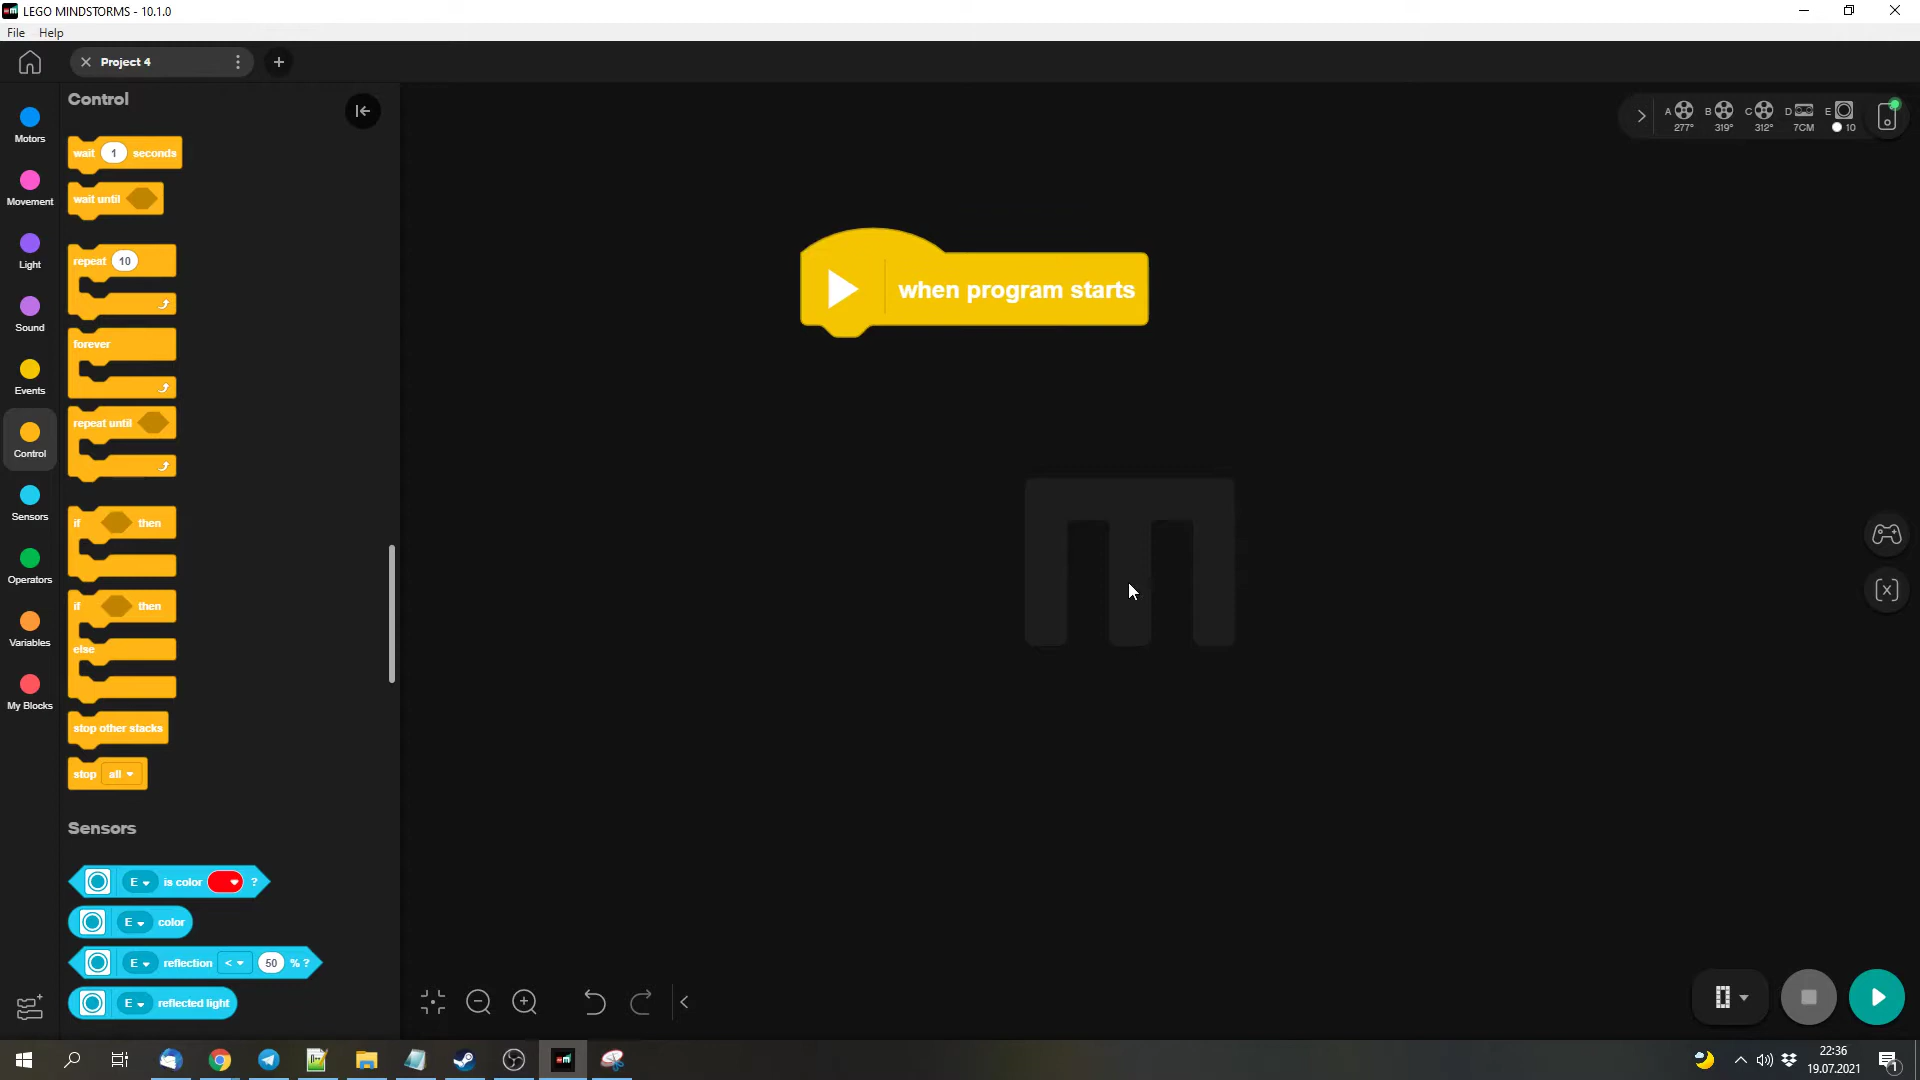 LEGO MINDSTORMS - 10.1.0
File Help
Project 4
Control
A B C D E
277° 319° 312° 7CM 10
Motors
Movement
Light
Sound
Events
Control
Sensors
Operators
Variables
My Blocks
wait 1 seconds
wait until
repeat 10
forever
repeat until
if then
if then
else
stop other stacks
stop all
Sensors
E is color ?
E color
E reflection < 50 % ?
E reflected light
when program starts
22:36
19.07.2021
1